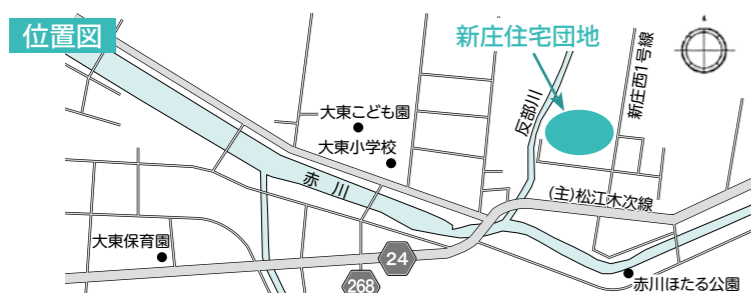 位置図
新庄住宅団地
新庄西1号線
反部川
大東こども園
大東小学校
赤川
(主)松江木次線
大東保育園
24
268
赤川ほたる公園